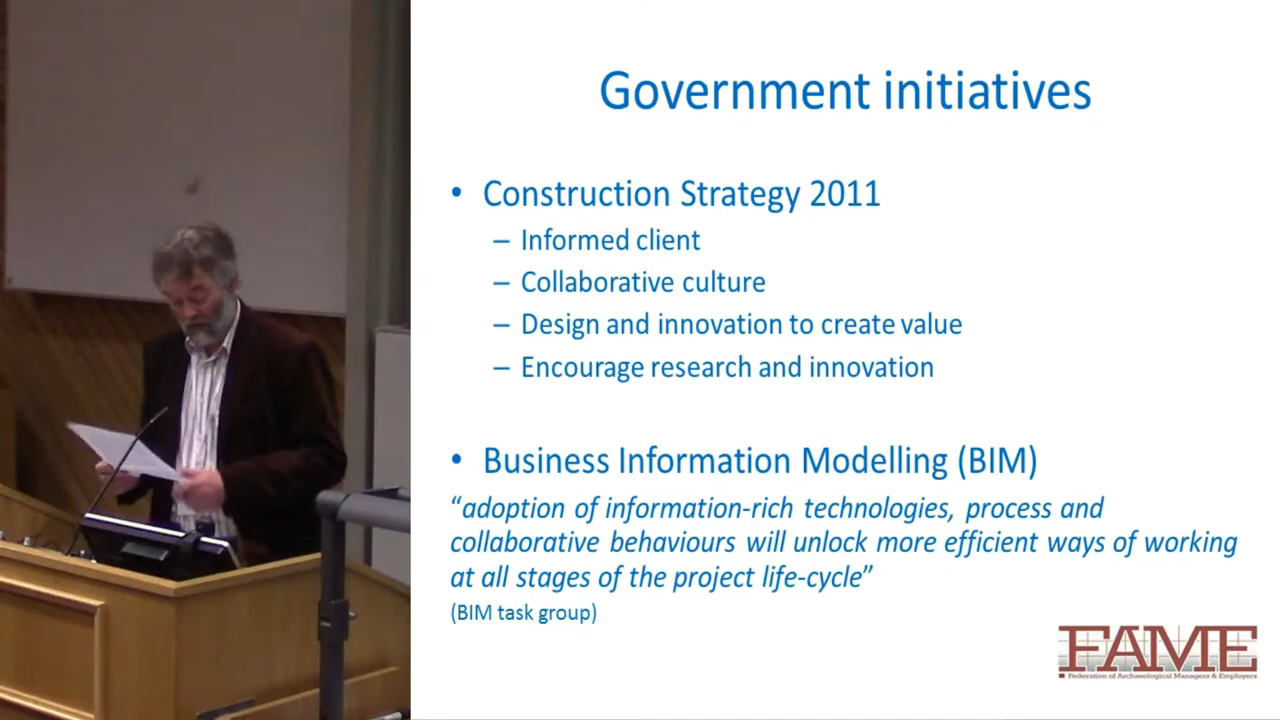 Government initiatives
• Construction Strategy 2011
– Informed client
– Collaborative culture
– Design and innovation to create value
– Encourage research and innovation
• Business Information Modelling (BIM)
“adoption of information-rich technologies, process and
collaborative behaviours will unlock more efficient ways of working
at all stages of the project life-cycle”
(BIM task group)
FAME
Federation of Archaeological Managers & Employers